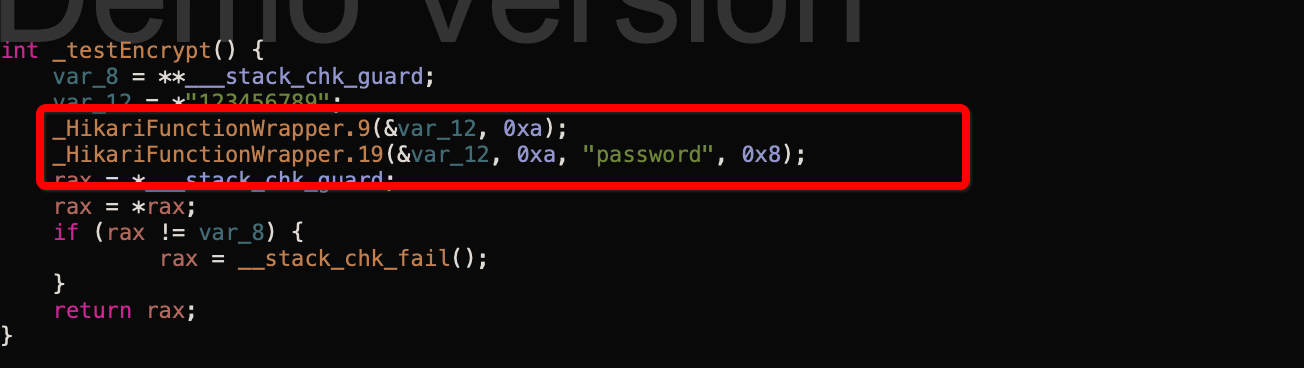 Demo Version
int _testEncrypt() {
    var_8 = **___stack_chk_guard;
    var_12 = *"123456789";
    _HikariFunctionWrapper.9(&var_12, 0xa);
    _HikariFunctionWrapper.19(&var_12, 0xa, "password", 0x8);
    rax = *___stack_chk_guard;
    rax = *rax;
    if (rax != var_8) {
            rax = __stack_chk_fail();
    }
    return rax;
}